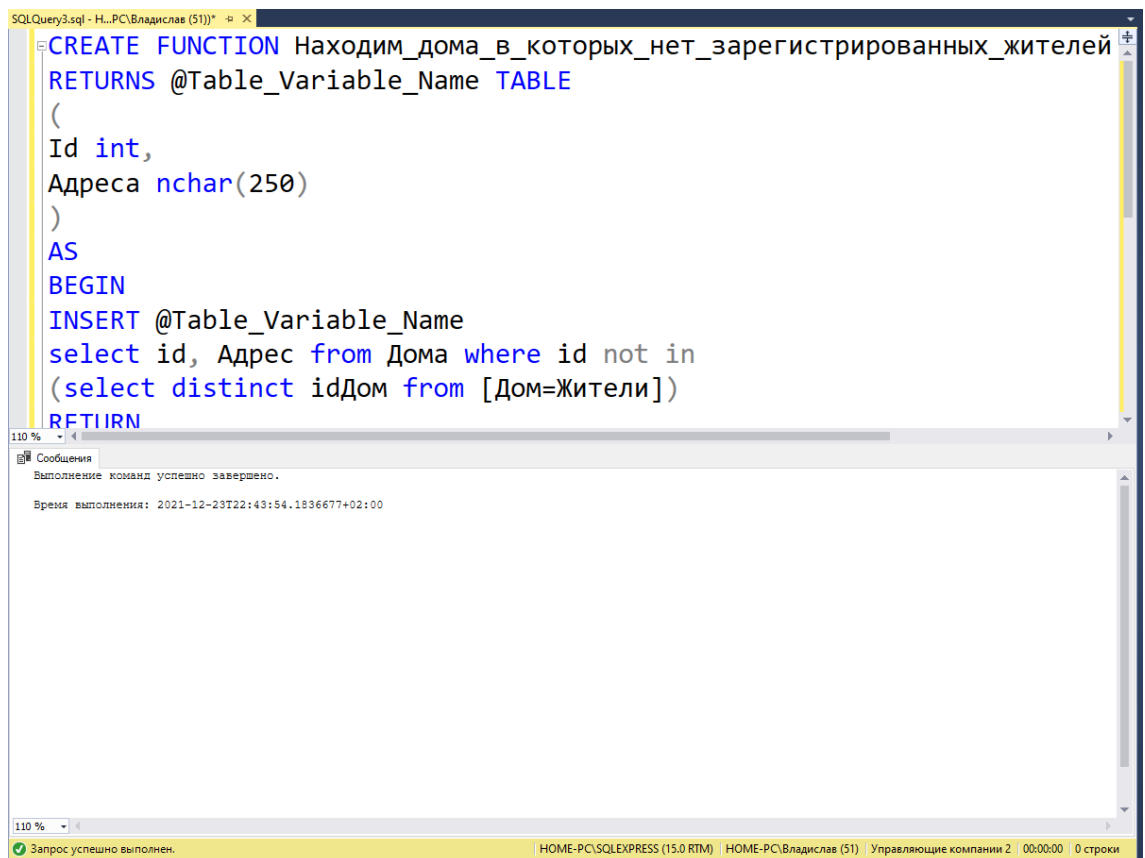 SQLQuery3.sql - H...PC\Владислав (51))*
CREATE FUNCTION Находим_дома_в_которых_нет_зарегистрированных_жителей
RETURNS @Table_Variable_Name TABLE
(
Id int,
Адреса nchar(250)
)
AS
BEGIN
INSERT @Table_Variable_Name
select id, Адрес from Дома where id not in
(select distinct idДом from [Дом=Жители])
RETURN
110 %
Сообщения
Выполнение команд успешно завершено.
Время выполнения: 2021-12-23T22:43:54.1836677+02:00
110 %
Запрос успешно выполнен. HOME-PC\SQLEXPRESS (15.0 RTM) HOME-PC\Владислав (51) Управляющие компании 2 00:00:00 0 строки